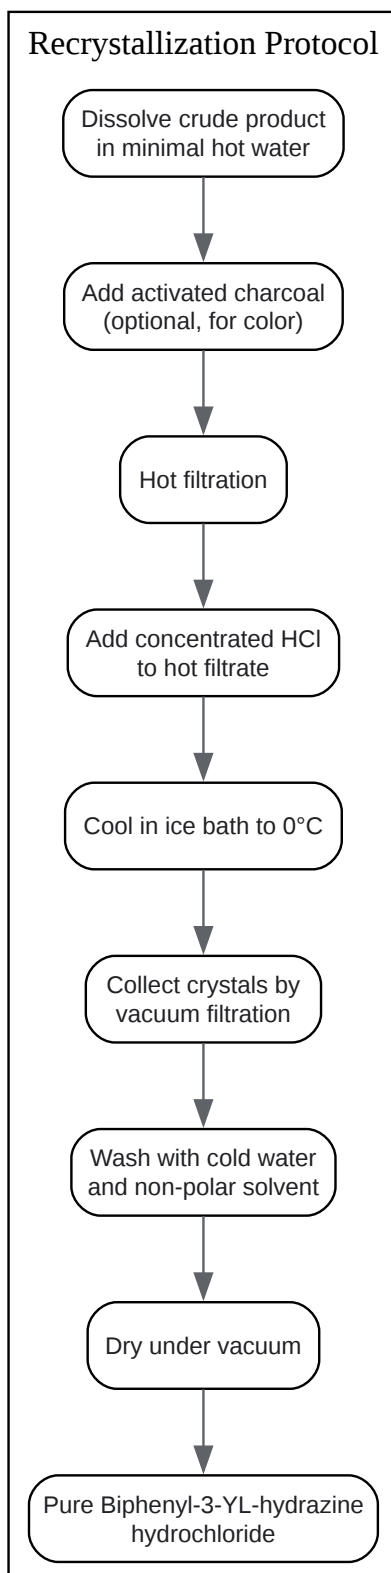 Recrystallization Protocol
Dissolve crude product
in minimal hot water
Add activated charcoal
(optional, for color)
Hot filtration
Add concentrated HCl
to hot filtrate
Cool in ice bath to 0°C
Collect crystals by
vacuum filtration
Wash with cold water
and non-polar solvent
Dry under vacuum
Pure Biphenyl-3-YL-hydrazine
hydrochloride